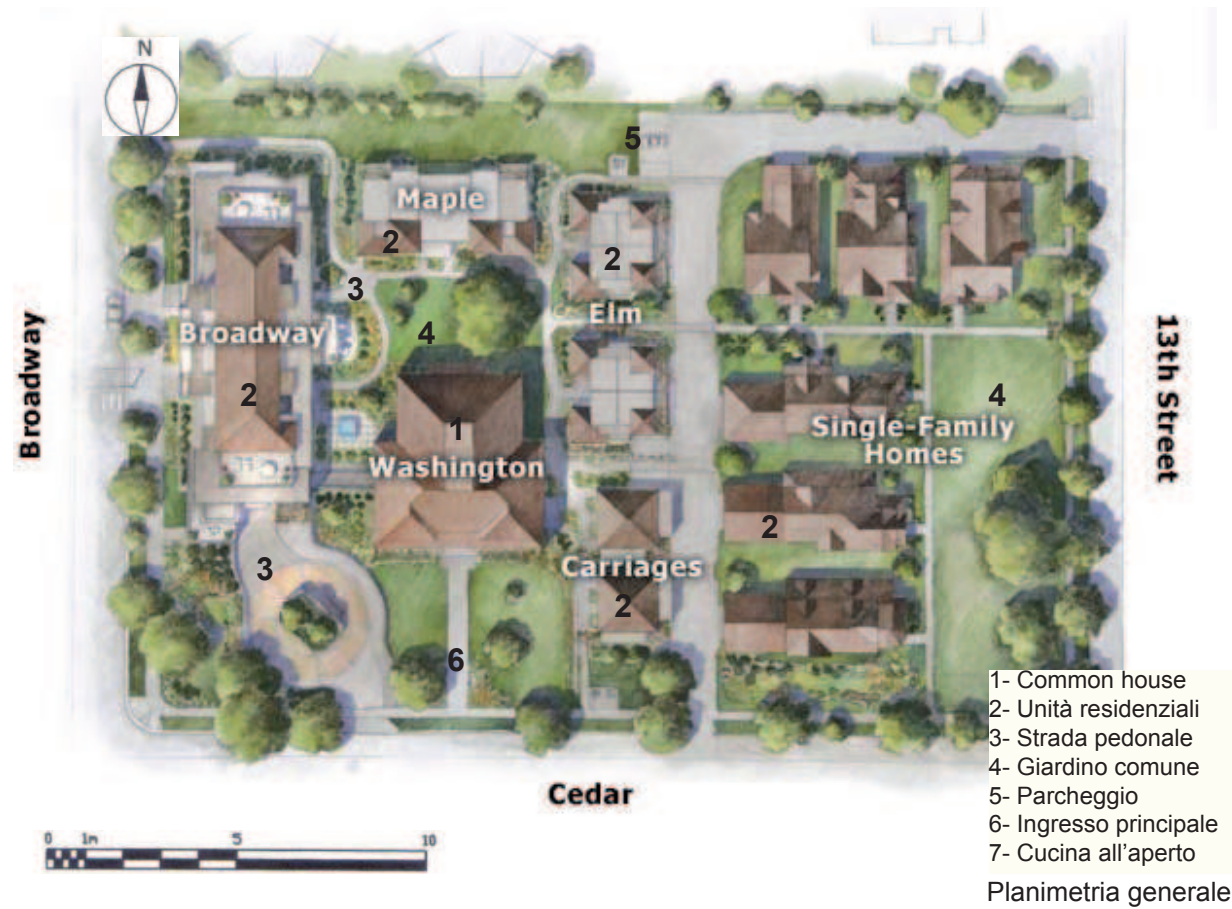 N
5
Maple
2
2
3
Elm
Broadway
Broadway
4
13th Street
2
4
1
Single-Family
Homes
Washington
2
3
Carriages
2
6
1- Common house
2- Unità residenziali
3- Strada pedonale
4- Giardino comune
5- Parcheggio
6- Ingresso principale
7- Cucina all'aperto
Cedar
0 1m 5 10
Planimetria generale